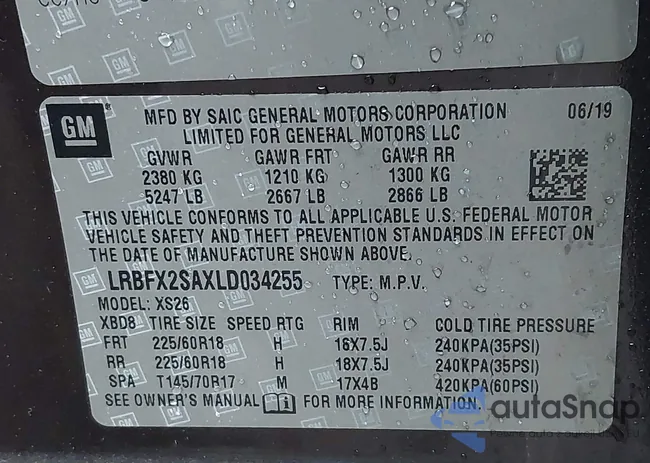 GM
MFD BY SAIC GENERAL MOTORS CORPORATION 06/19
LIMITED FOR GENERAL MOTORS LLC
GVWR GAWR FRT GAWR RR
2380 KG 1210 KG 1300 KG
5247 LB 2667 LB 2866 LB
THIS VEHICLE CONFORMS TO ALL APPLICABLE U.S. FEDERAL MOTOR
VEHICLE SAFETY AND THEFT PREVENTION STANDARDS IN EFFECT ON
THE DATE OF MANUFACTURE SHOWN ABOVE.
LRBFX2SAXLD034255 TYPE: M.P.V.
MODEL: XS26
XBD8 TIRE SIZE SPEED RTG RIM COLD TIRE PRESSURE
FRT 225/60R18 H 16X7.5J 240KPA(35PSI)
RR 225/60R18 H 18X7.5J 240KPA(35PSI)
SPA T145/70R17 M 17X4B 420KPA(60PSI)
SEE OWNER'S MANUAL FOR MORE INFORMATION.
autaSnap